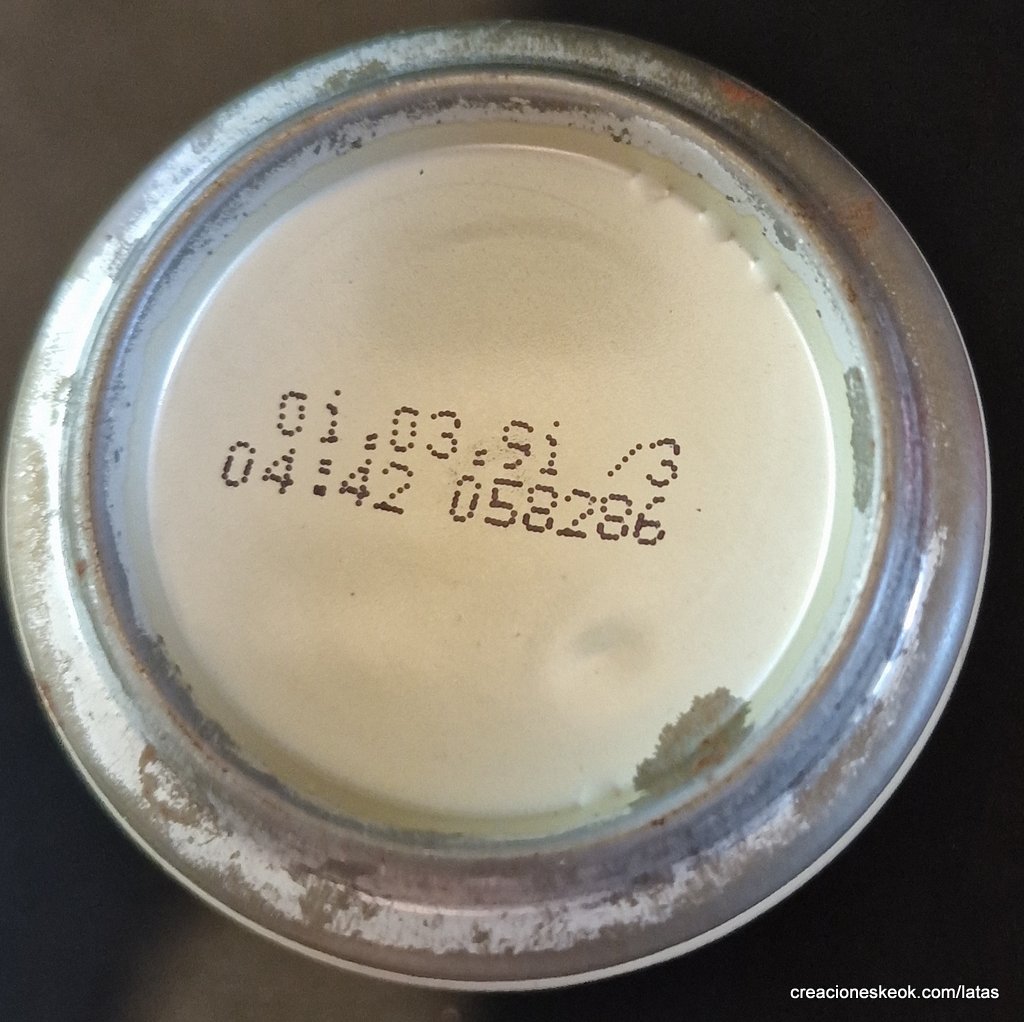 01.03.91 /3
04:42 058286
creacioneskeok.com/latas